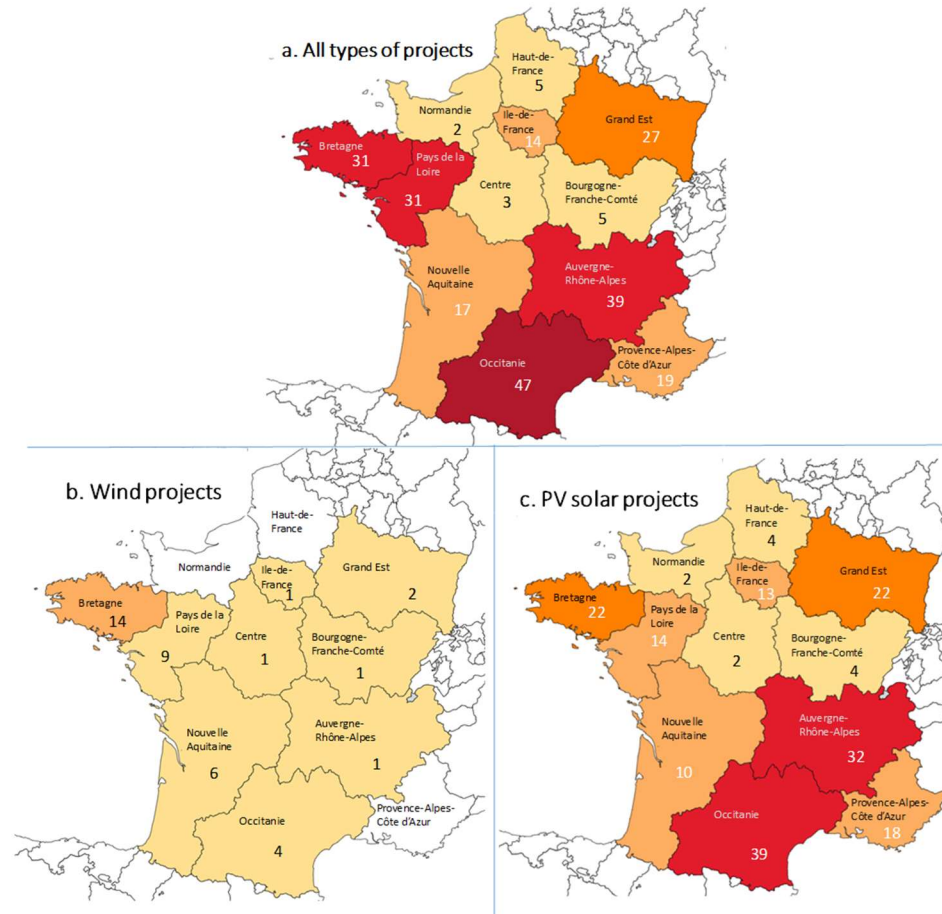 a. All types of projects
Haut-de-
France
5
Normandie
2
Ile-de-
France
14
Grand Est
27
Bretagne
31
Pays de la
Loire
31
Centre
3
Bourgogne-
Franche-Comté
5
Nouvelle
Aquitaine
17
Auvergne-
Rhône-Alpes
39
Occitanie
47
Provence-Alpes-
Côte d'Azur
19
b. Wind projects
Haut-de-
France
Normandie
Ile-de-
France
1
Grand Est
2
Bretagne
14
Pays de la
Loire
9
Centre
1
Bourgogne-
Franche-Comté
1
Nouvelle
Aquitaine
6
Auvergne-
Rhône-Alpes
1
Occitanie
4
Provence-Alpes-
Côte d'Azur
c. PV solar projects
Haut-de-
France
4
Normandie
2
Ile-de-
France
13
Grand Est
22
Bretagne
22
Pays de la
Loire
14
Centre
2
Bourgogne-
Franche-Comté
4
Nouvelle
Aquitaine
10
Auvergne-
Rhône-Alpes
32
Occitanie
39
Provence-Alpes-
Côte d'Azur
18